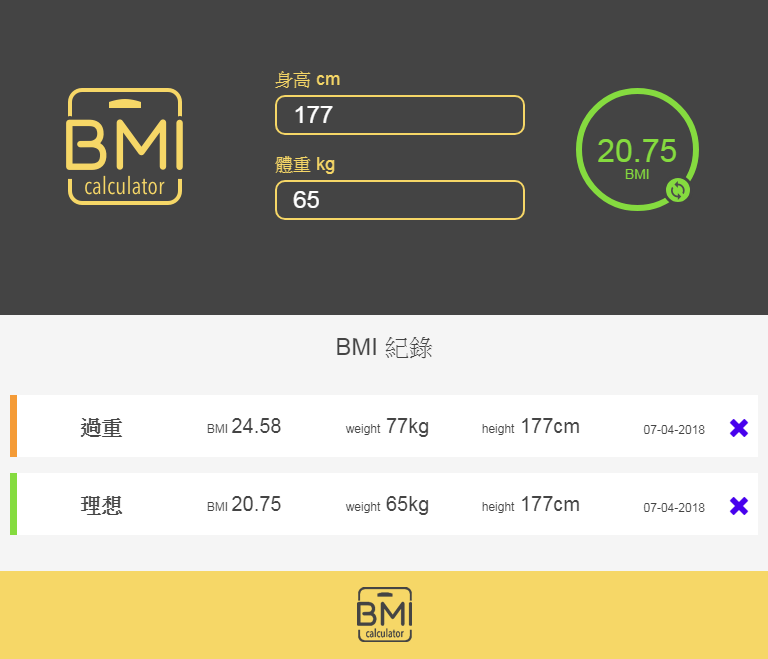 BMI
calculator
身高 cm
177
體重 kg
65
20.75
BMI
BMI 紀錄
過重 BMI 24.58 weight 77kg height 177cm 07-04-2018
理想 BMI 20.75 weight 65kg height 177cm 07-04-2018
BMI
calculator